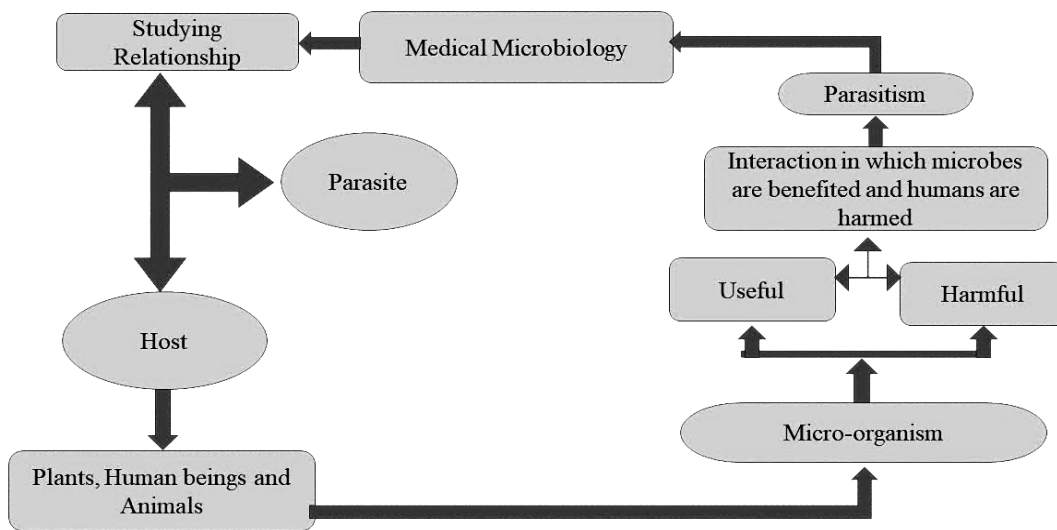 Studying
Relationship
Medical Microbiology
Parasitism
Interaction in which microbes
are benefited and humans are
harmed
Parasite
Useful
Harmful
Host
Micro-organism
Plants, Human beings and
Animals